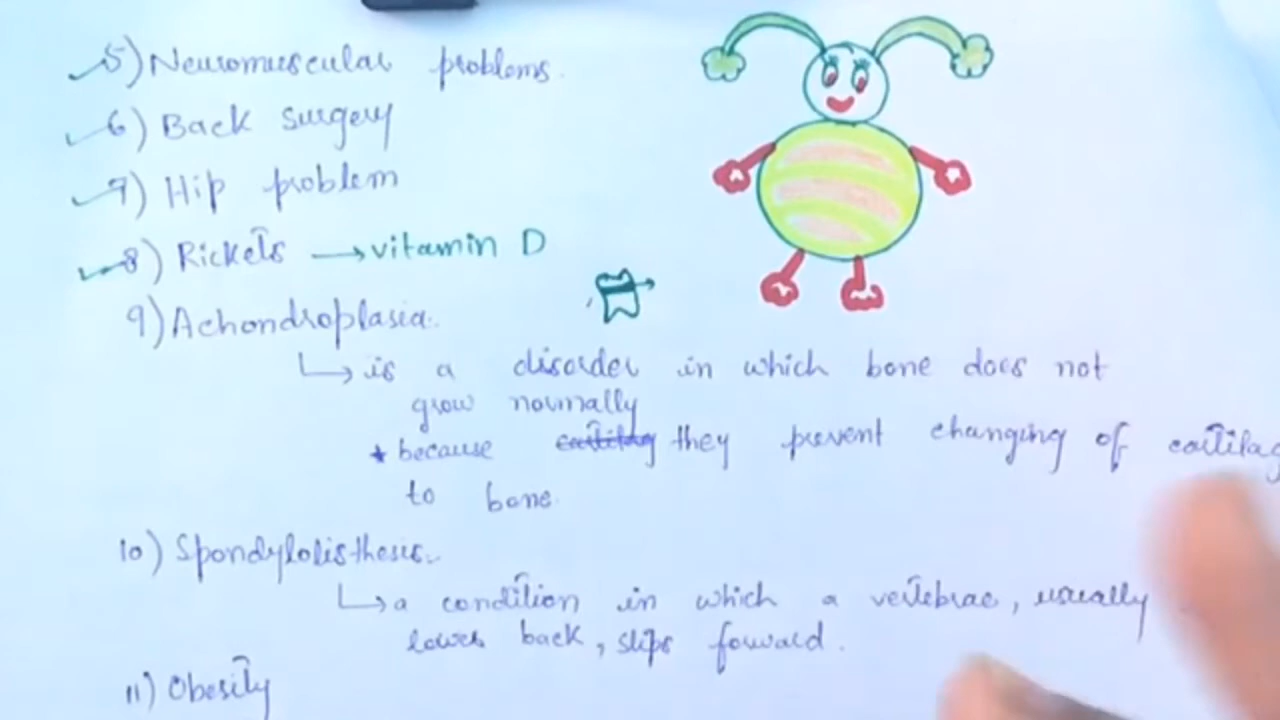 5) Neuromuscular problems.
6) Back surgery
7) Hip problem
8) Rickets → vitamin D
9) Achondroplasia.
↳ is a disorder in which bone does not
grow normally
* because they prevent changing of cartilag
to bone.
10) Spondylolisthesis.
↳ a condition in which a vertebrae, usually
lower back, slips forward.
11) Obesity